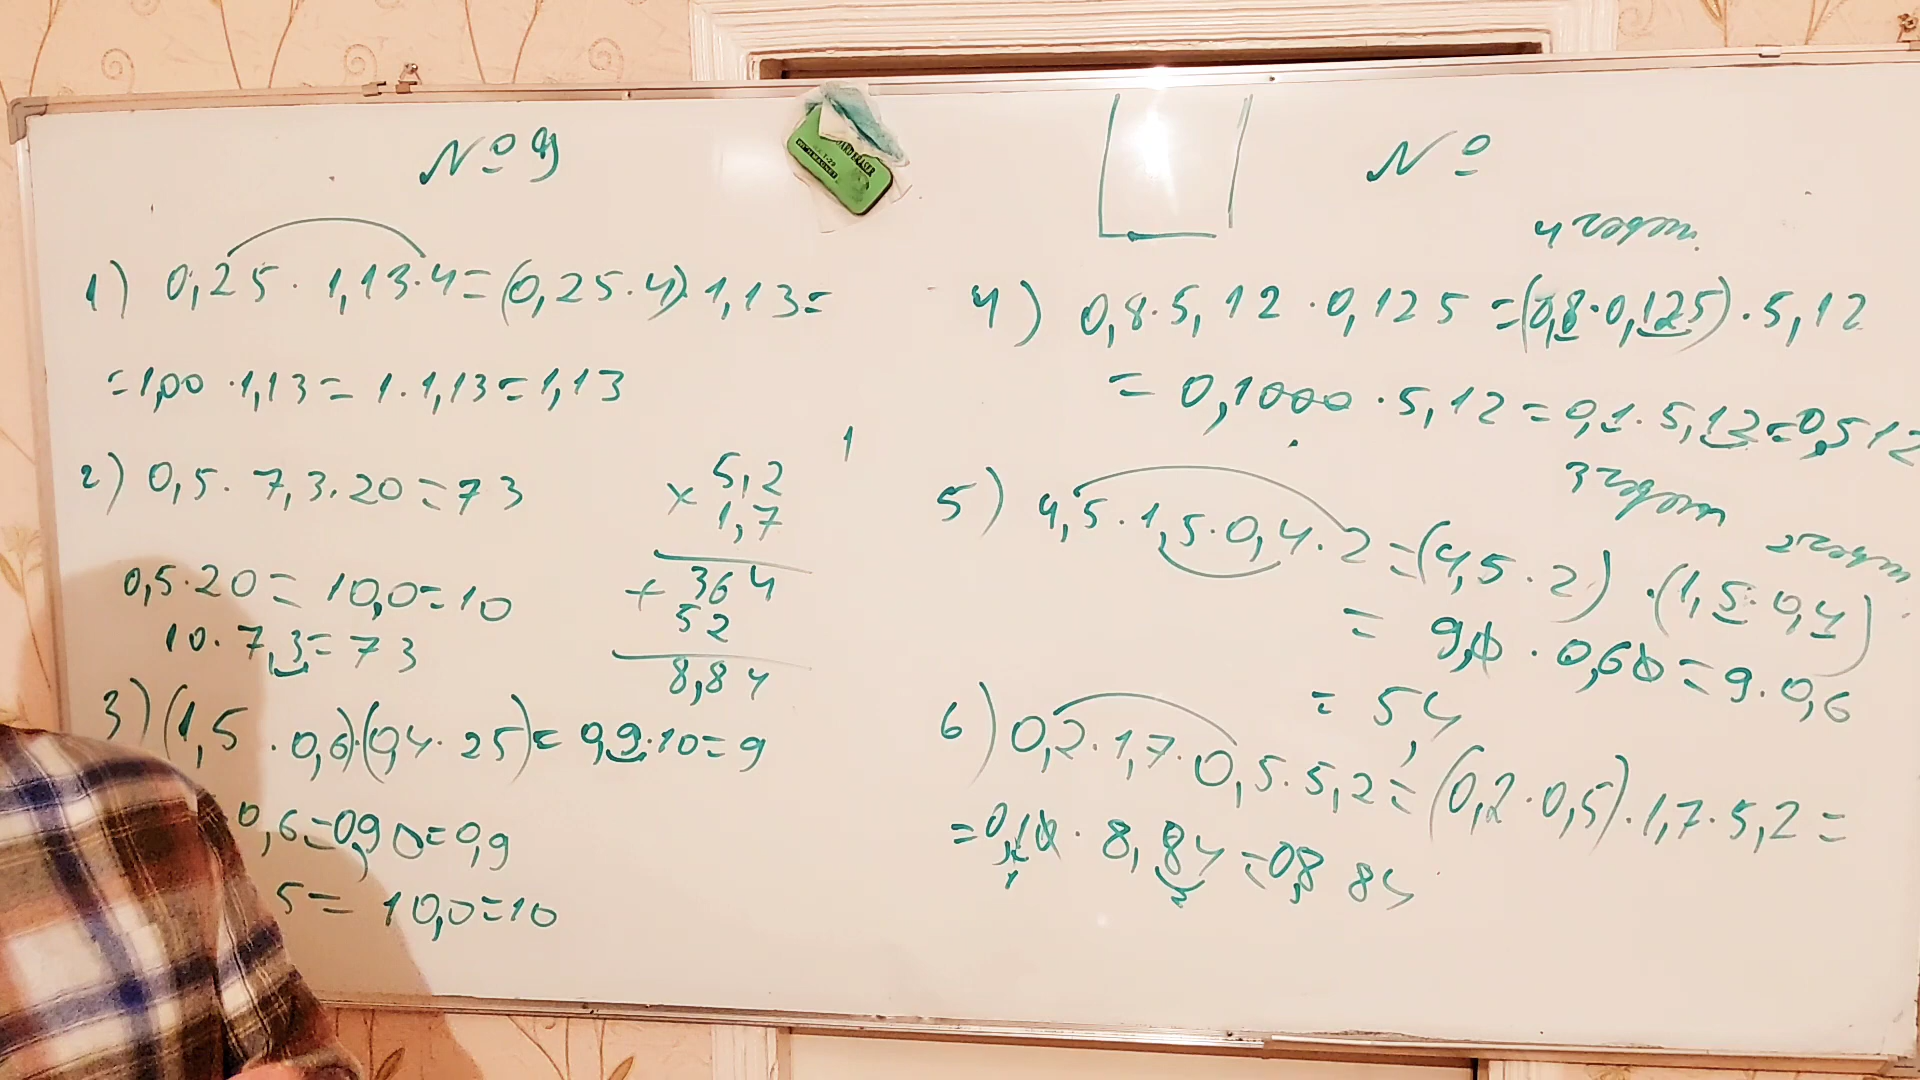 № 9
1) 0,25 · 1,13 · 4 = (0,25 · 4) · 1,13 =
= 1,00 · 1,13 = 1 · 1,13 = 1,13
2) 0,5 · 7,3 · 20 = 73
0,5 · 20 = 10,0 = 10
10 · 7,3 = 73
1
× 5,2
1,7
+ 364
52
8,84
3) (1,5 · 0,6) · (0,4 · 25) = 0,9 · 10 = 9
0,6 = 0,90 = 0,9
5 = 10,0 = 10
№
4
4) 0,8 · 5,12 · 0,125 = (0,8 · 0,125) · 5,12
= 0,1000 · 5,12 = 0,1 · 5,12 = 0,512
3
5) 4,5 · 1,5 · 0,4 · 2 = (4,5 · 2) · (1,5 · 0,4)
2
= 9,0 · 0,60 = 9 · 0,6
= 5,4
6) 0,2 · 1,7 · 0,5 · 5,2 = (0,2 · 0,5) · 1,7 · 5,2 =
= 0,10 · 8,84 = 0,884